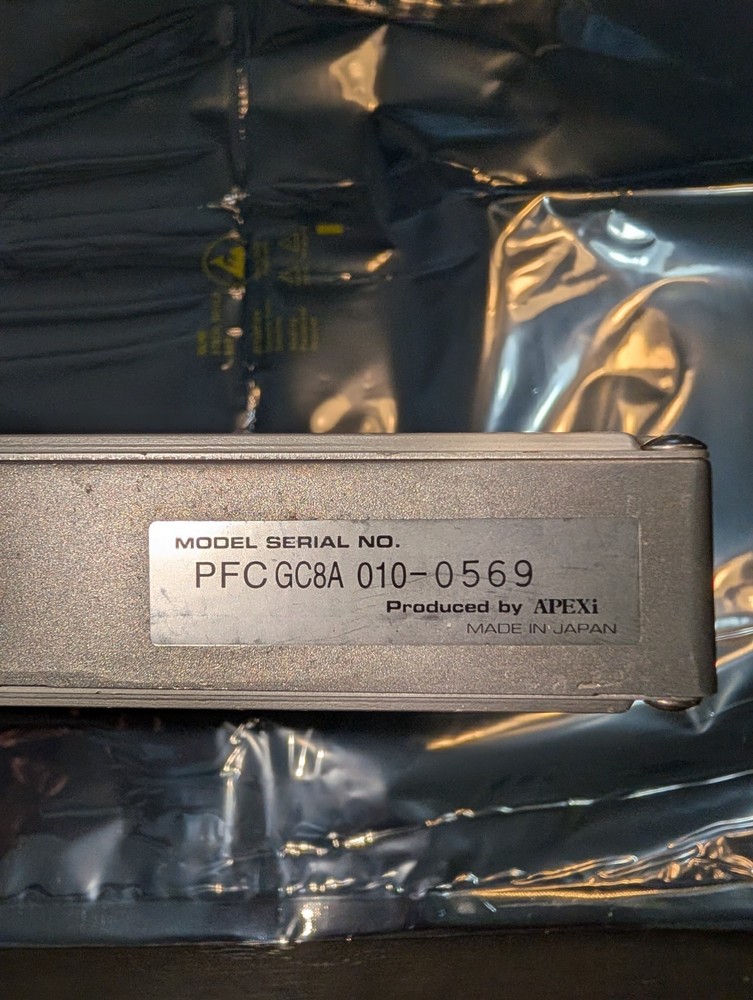 MODEL SERIAL NO.
PFC GC8A 010-0569
Produced by APEXi
MADE IN JAPAN